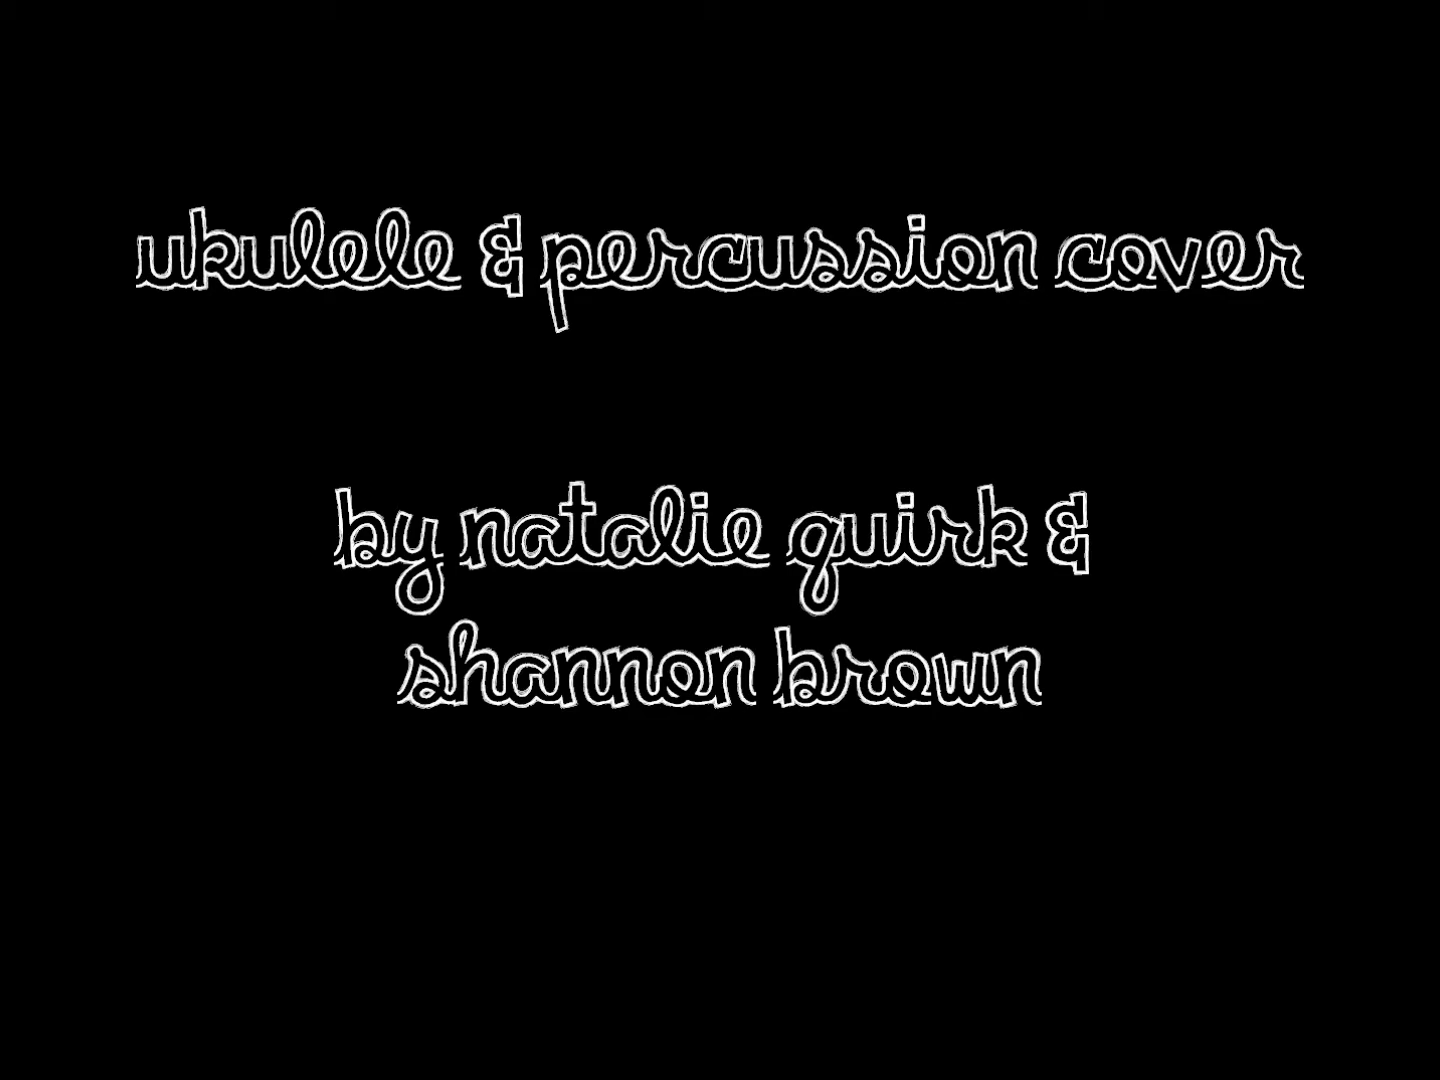 ukulele & percussion cover
by natalie quirk &
shannon brown